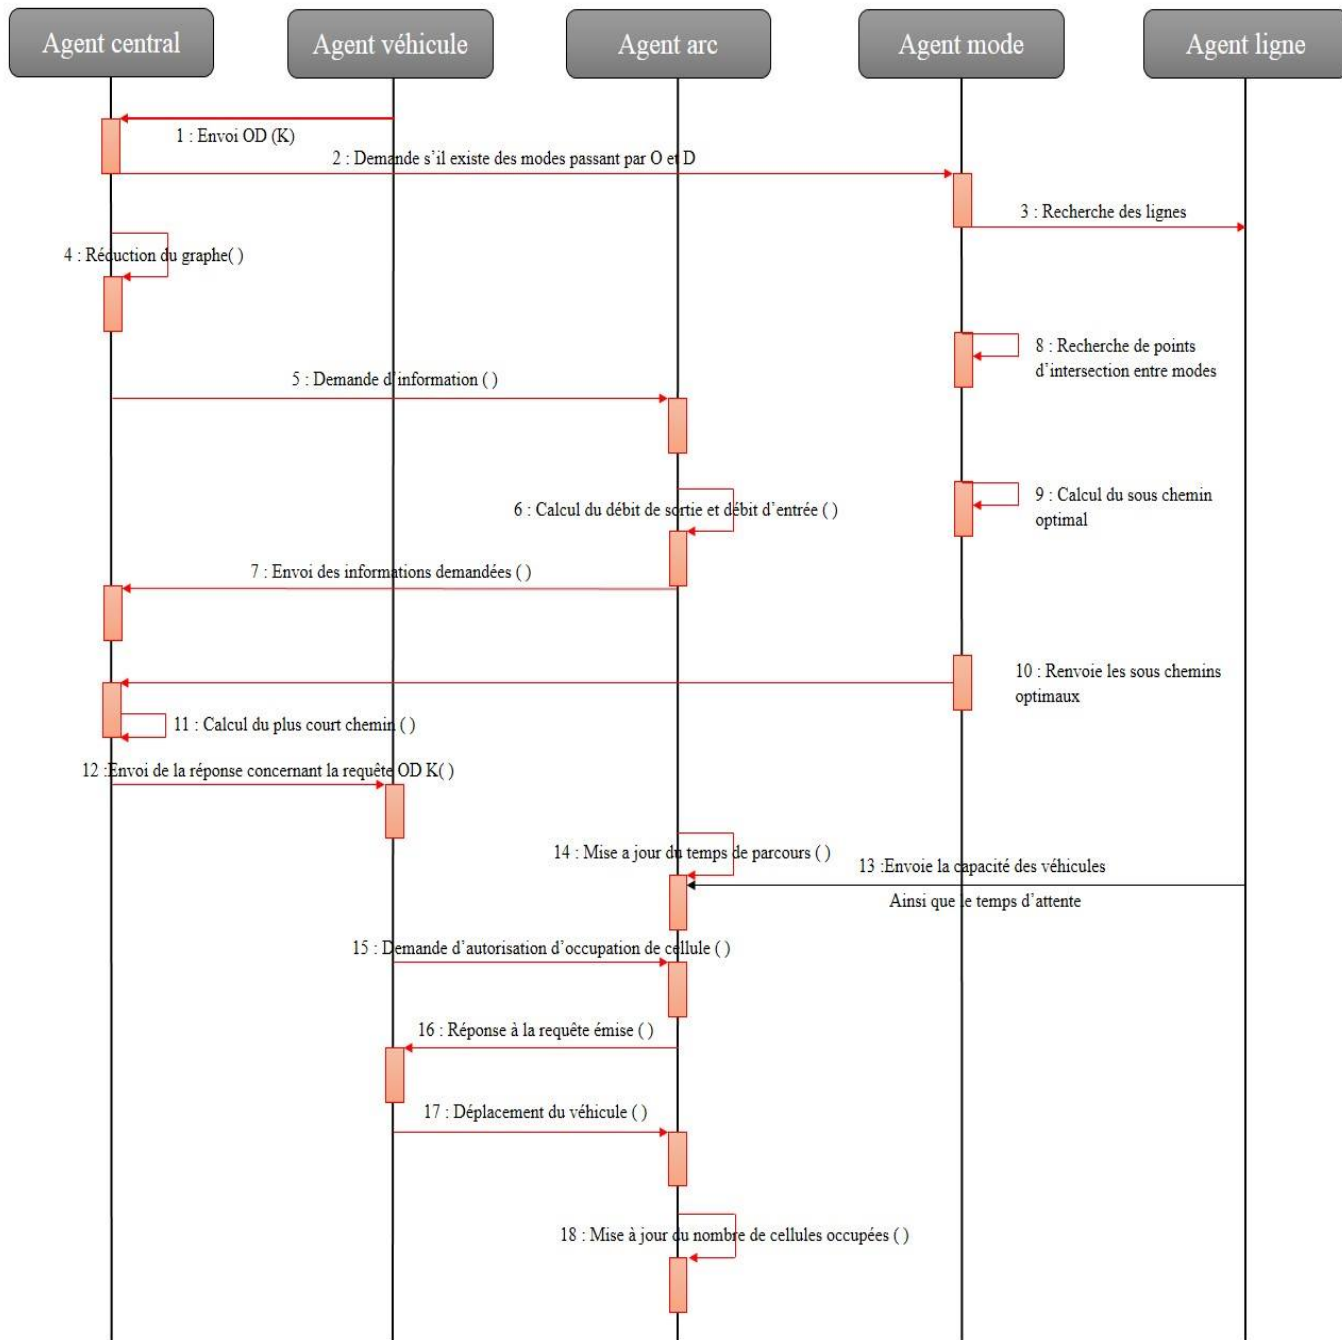 Agent central
Agent véhicule
Agent arc
Agent mode
Agent ligne
1 : Envoi OD (K)
2 : Demande s’il existe des modes passant par O et D
3 : Recherche des lignes
4 : Réduction du graphe( )
8 : Recherche de points
d’intersection entre modes
5 : Demande d’information ( )
9 : Calcul du sous chemin
optimal
6 : Calcul du débit de sortie et débit d’entrée ( )
7 : Envoi des informations demandées ( )
10 : Renvoie les sous chemins
optimaux
11 : Calcul du plus court chemin ( )
12 :Envoi de la réponse concernant la requête OD K( )
14 : Mise a jour du temps de parcours ( )
13 :Envoie la capacité des véhicules
Ainsi que le temps d’attente
15 : Demande d’autorisation d’occupation de cellule ( )
16 : Réponse à la requête émise ( )
17 : Déplacement du véhicule ( )
18 : Mise à jour du nombre de cellules occupées ( )